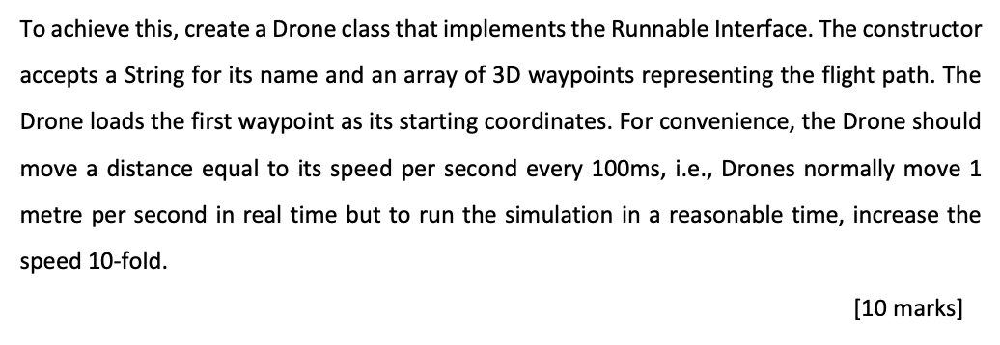 To achieve this, create a Drone class that implements the Runnable Interface. The constructor
accepts a String for its name and an array of 3D waypoints representing the flight path. The
Drone loads the first waypoint as its starting coordinates. For convenience, the Drone should
move a distance equal to its speed per second every 100ms, i.e., Drones normally move 1
metre per second in real time but to run the simulation in a reasonable time, increase the
speed 10-fold.
[10 marks]